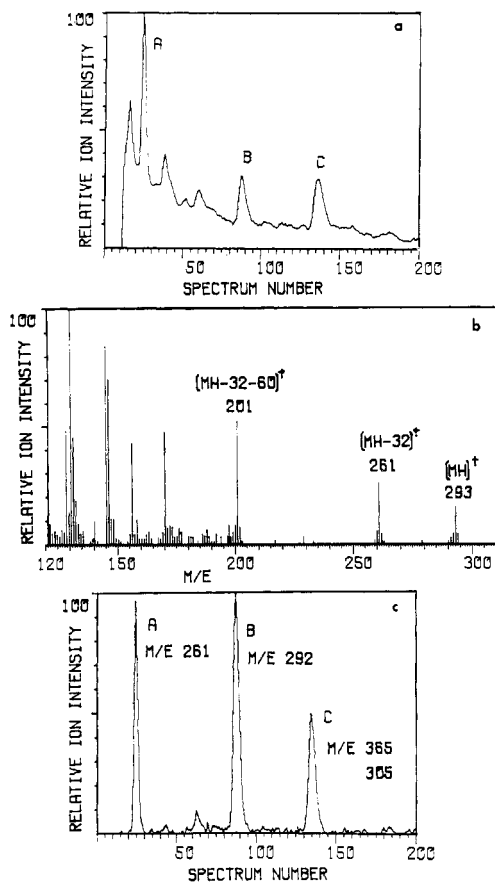 100
a
A
B
C
RELATIVE ION INTENSITY
50 100 150 200
SPECTRUM NUMBER
100
b
(MH-32-60)†
201
(MH-32)†
261
(MH)†
293
RELATIVE ION INTENSITY
120 150 200 250 300
M/E
100
c
A
M/E 261
B
M/E 292
C
M/E 365
305
RELATIVE ION INTENSITY
50 100 150 200
SPECTRUM NUMBER